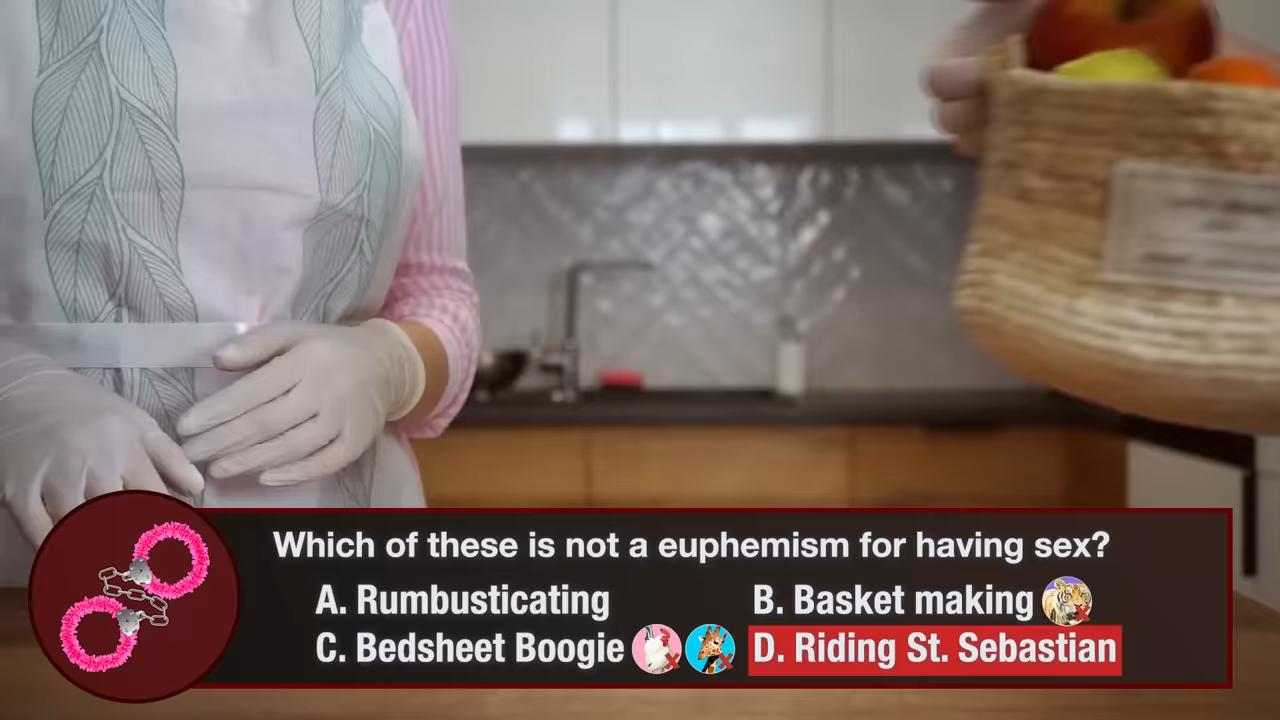 Which of these is not a euphemism for having sex?
A. Rumbusticating
B. Basket making
C. Bedsheet Boogie
D. Riding St. Sebastian